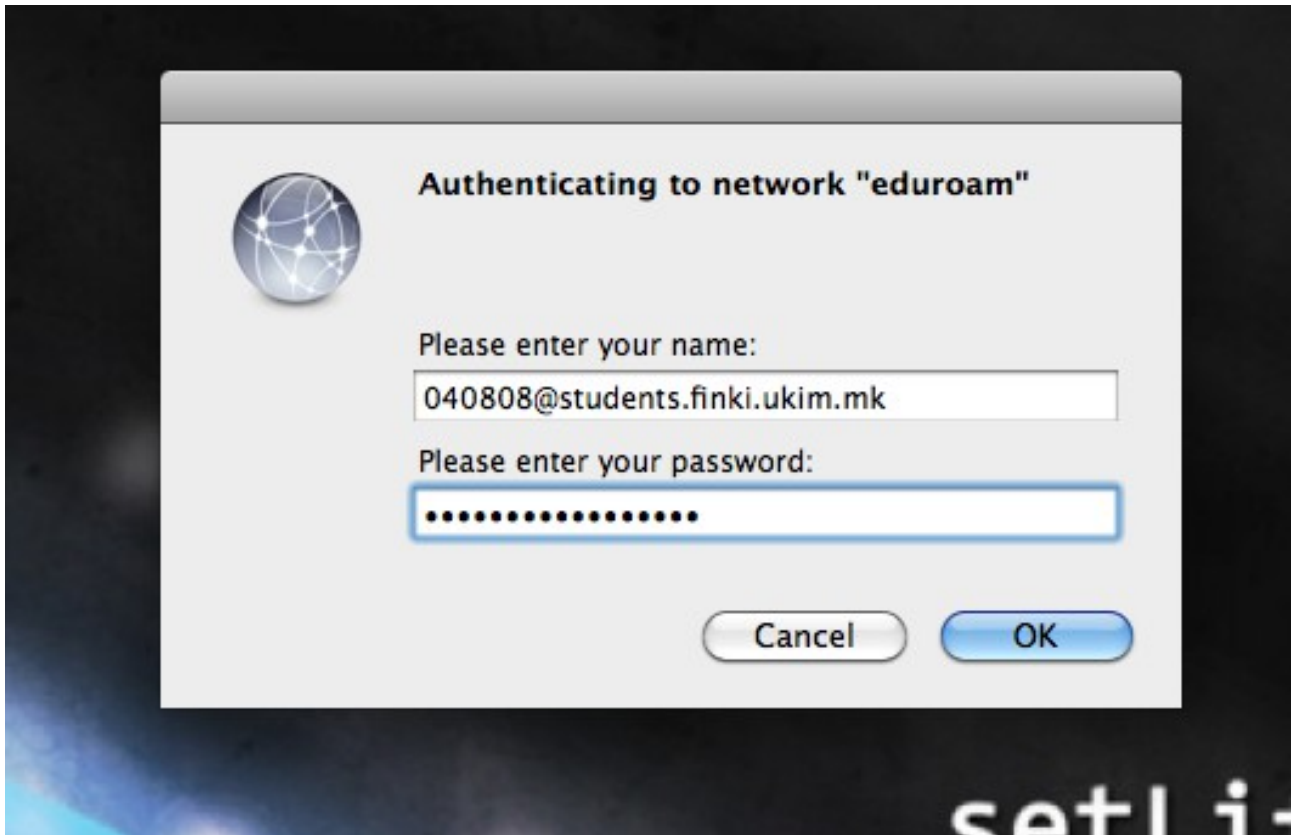 Authenticating to network "eduroam"
Please enter your name:
040808@students.finki.ukim.mk
Please enter your password:
•••••••••••••••••
Cancel
OK
setLi